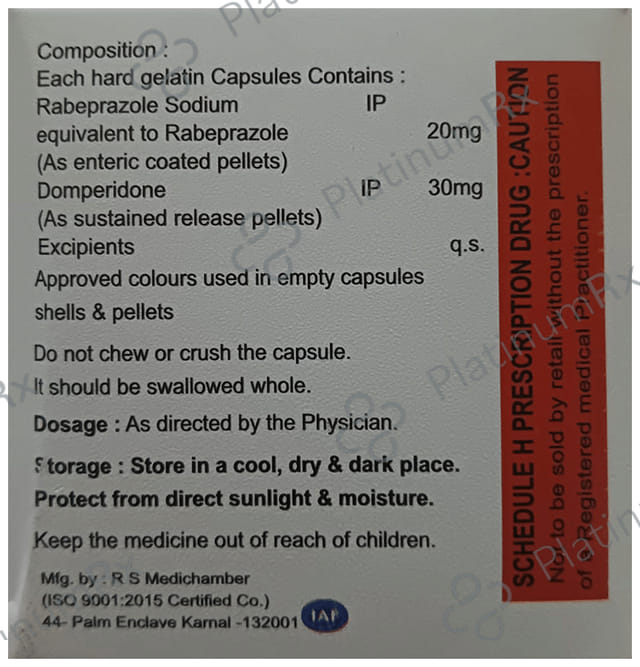 Composition :
Each hard gelatin Capsules Contains :
Rabeprazole Sodium IP
equivalent to Rabeprazole 20mg
(As enteric coated pellets)
Domperidone IP 30mg
(As sustained release pellets)
Excipients q.s.
Approved colours used in empty capsules
shells & pellets
Do not chew or crush the capsule.
It should be swallowed whole.
Dosage : As directed by the Physician.
Storage : Store in a cool, dry & dark place.
Protect from direct sunlight & moisture.
Keep the medicine out of reach of children.
Mfg. by : R S Medichamber
(ISO 9001:2015 Certified Co.)
44- Palm Enclave Karnal -132001
IAF
SCHEDULE H PRESCRIPTION DRUG :CAUTION
Not to be sold by retail without the prescription
of a Registered medical Practitioner.
PlatinumRx
PlatinumRx